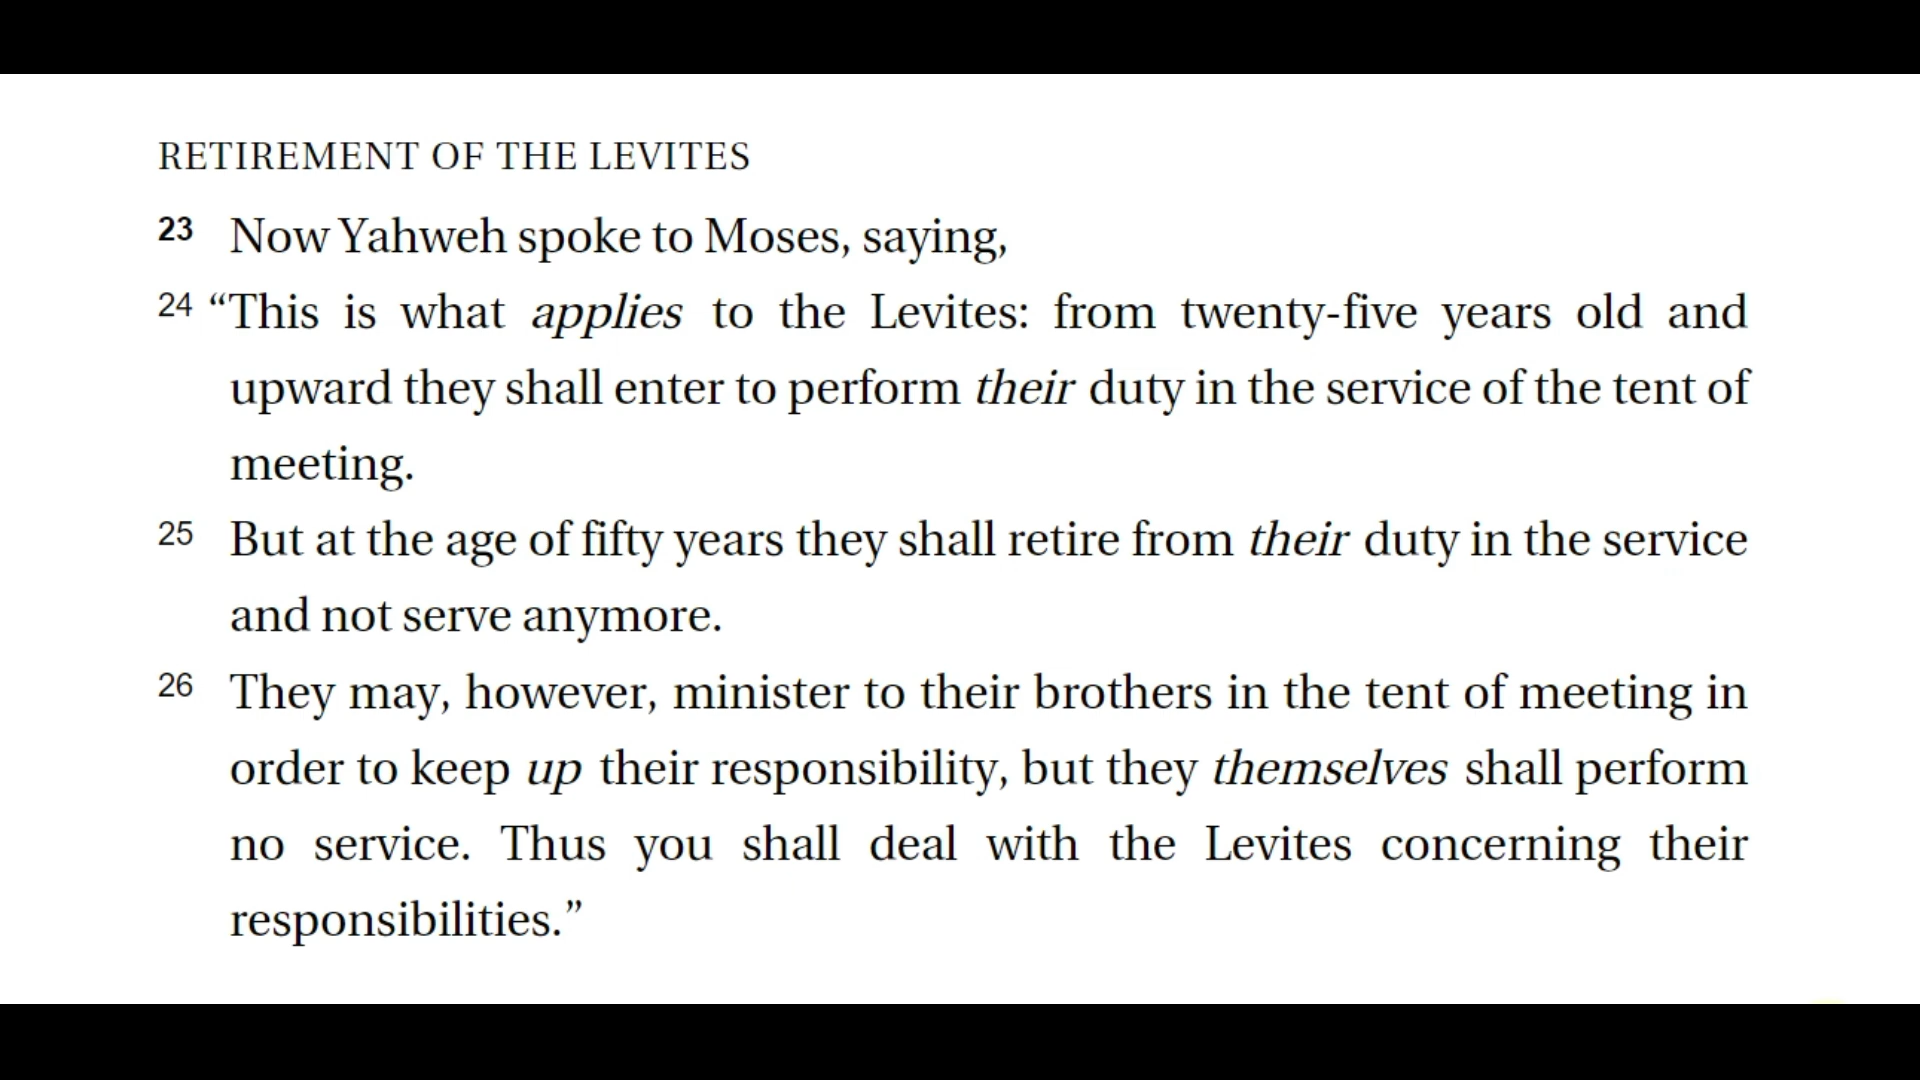 RETIREMENT OF THE LEVITES
23 Now Yahweh spoke to Moses, saying,
24 “This is what applies to the Levites: from twenty-five years old and
upward they shall enter to perform their duty in the service of the tent of
meeting.
25 But at the age of fifty years they shall retire from their duty in the service
and not serve anymore.
26 They may, however, minister to their brothers in the tent of meeting in
order to keep up their responsibility, but they themselves shall perform
no service. Thus you shall deal with the Levites concerning their
responsibilities.”